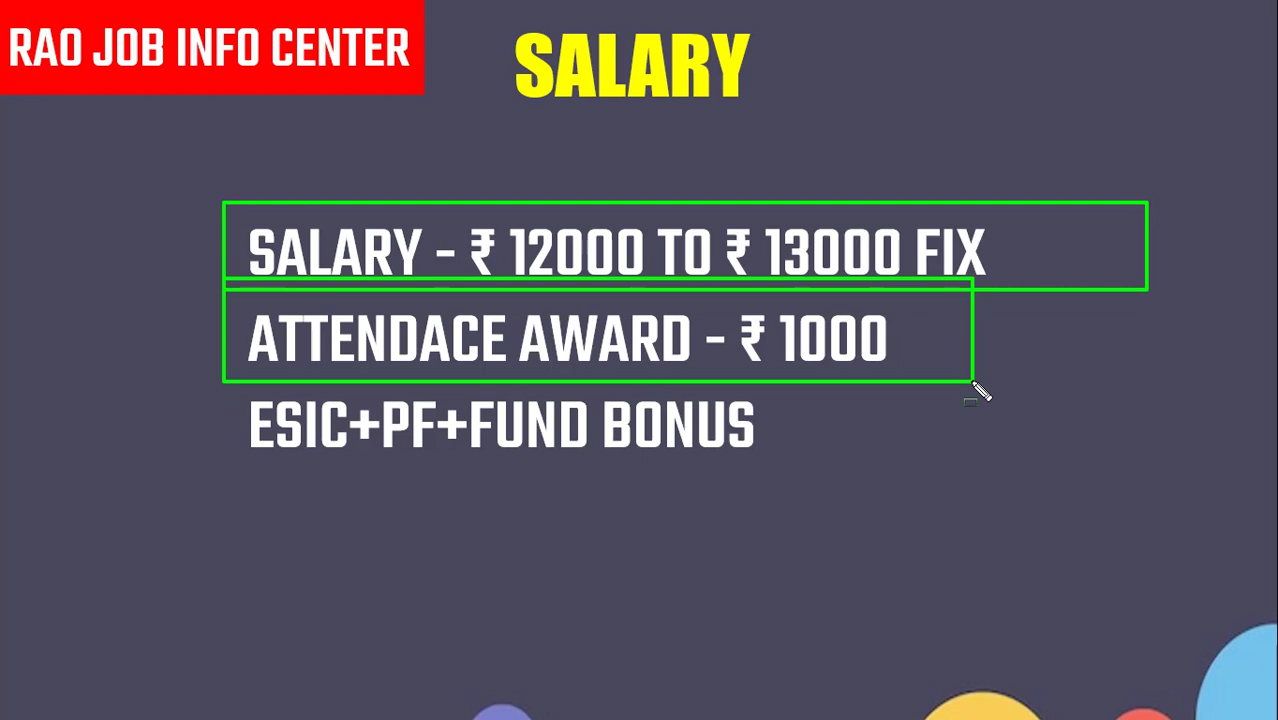 RAO JOB INFO CENTER
SALARY
SALARY - ₹ 12000 TO ₹ 13000 FIX
ATTENDACE AWARD - ₹ 1000
ESIC+PF+FUND BONUS